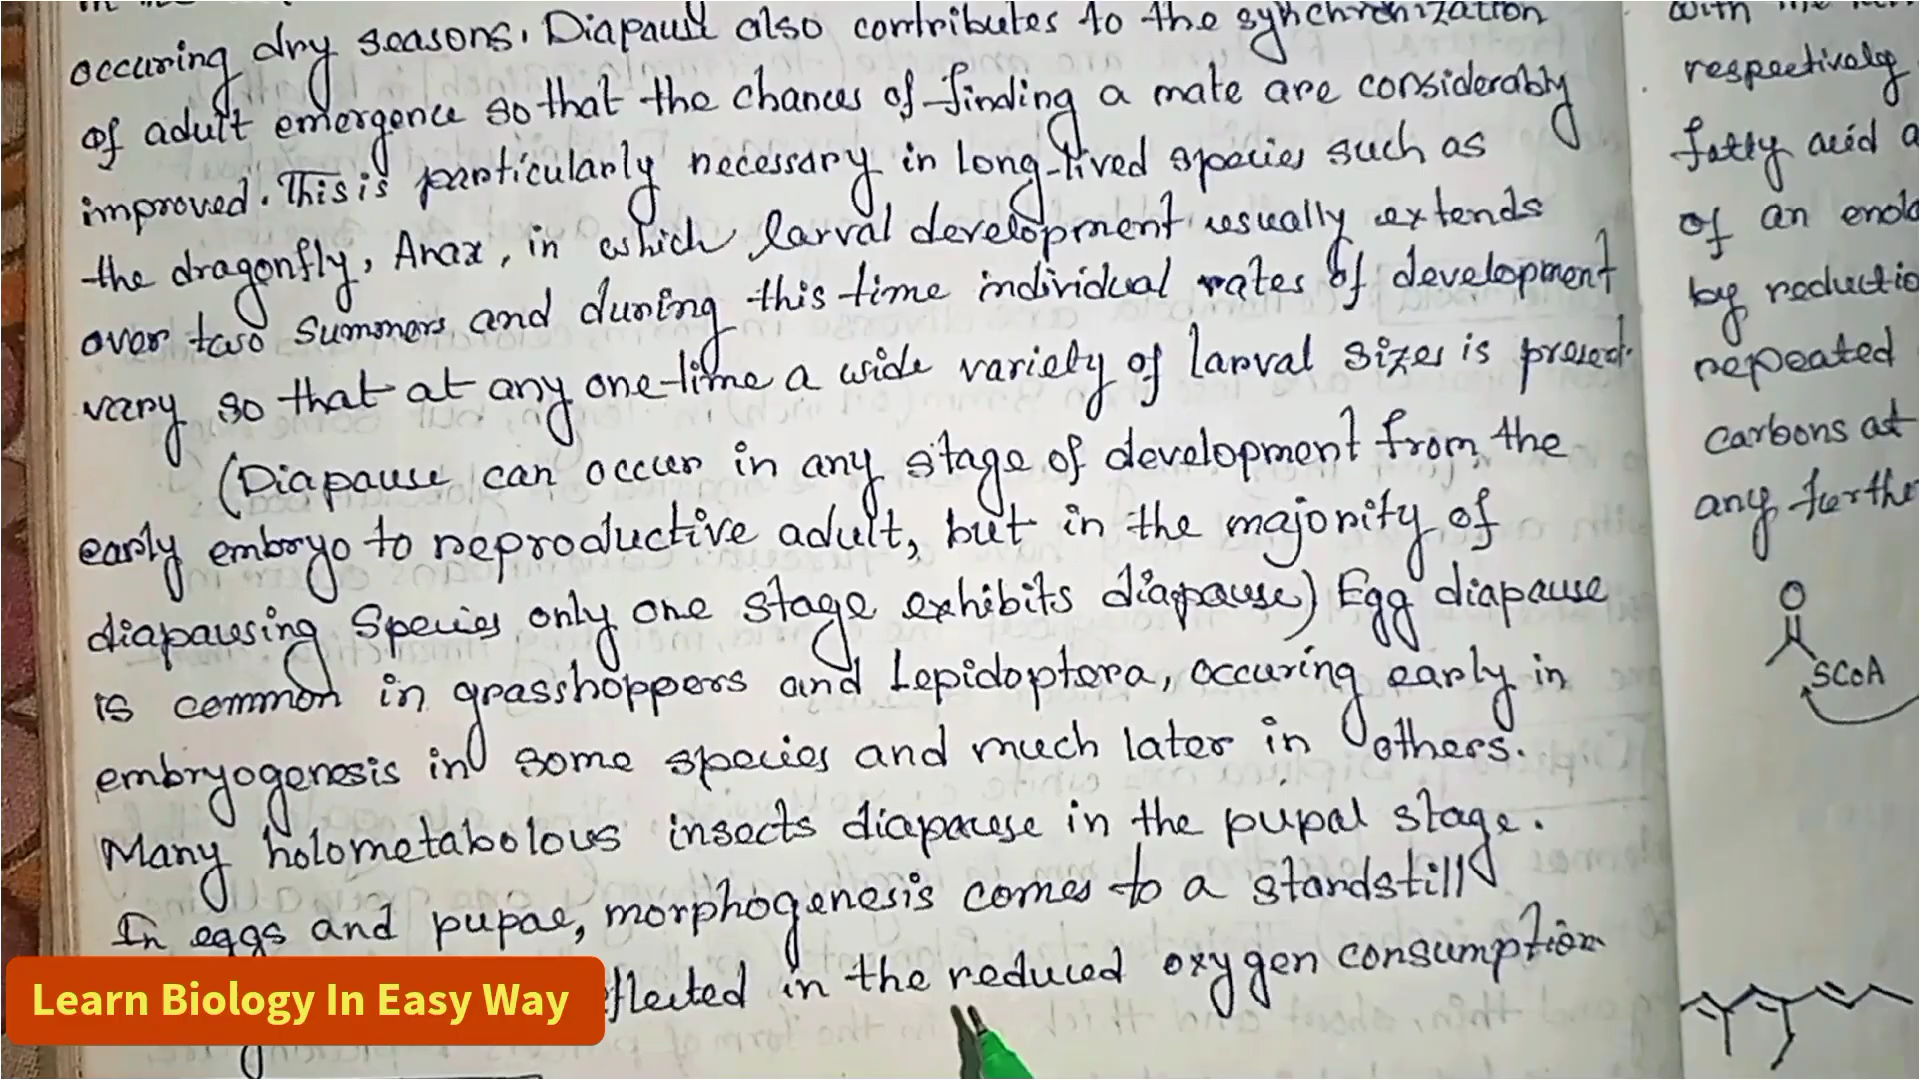 occuring dry seasons. Diapause also contributes to the synchronization
of adult emergence so that the chances of finding a mate are considerably
improved. This is particularly necessary in long-lived species such as
the dragonfly, Anax, in which larval development usually extends
over two summers and during this time individual rates of development
vary so that at any one time a wide variety of larval sizes is present.
(Diapause can occur in any stage of development from the
early embryo to reproductive adult, but in the majority of
diapausing species only one stage exhibits diapause) Egg diapause
is common in grasshoppers and Lepidoptera, occuring early in
embryogenesis in some species and much later in others.
Many holometabolous insects diapause in the pupal stage.
In eggs and pupae, morphogenesis comes to a standstill
eflected in the reduced oxygen consumption
Learn Biology In Easy Way
with the
respectively
fatty acid a
of an
by reductio
repeated
carbons at
any furthe
O
SCoA